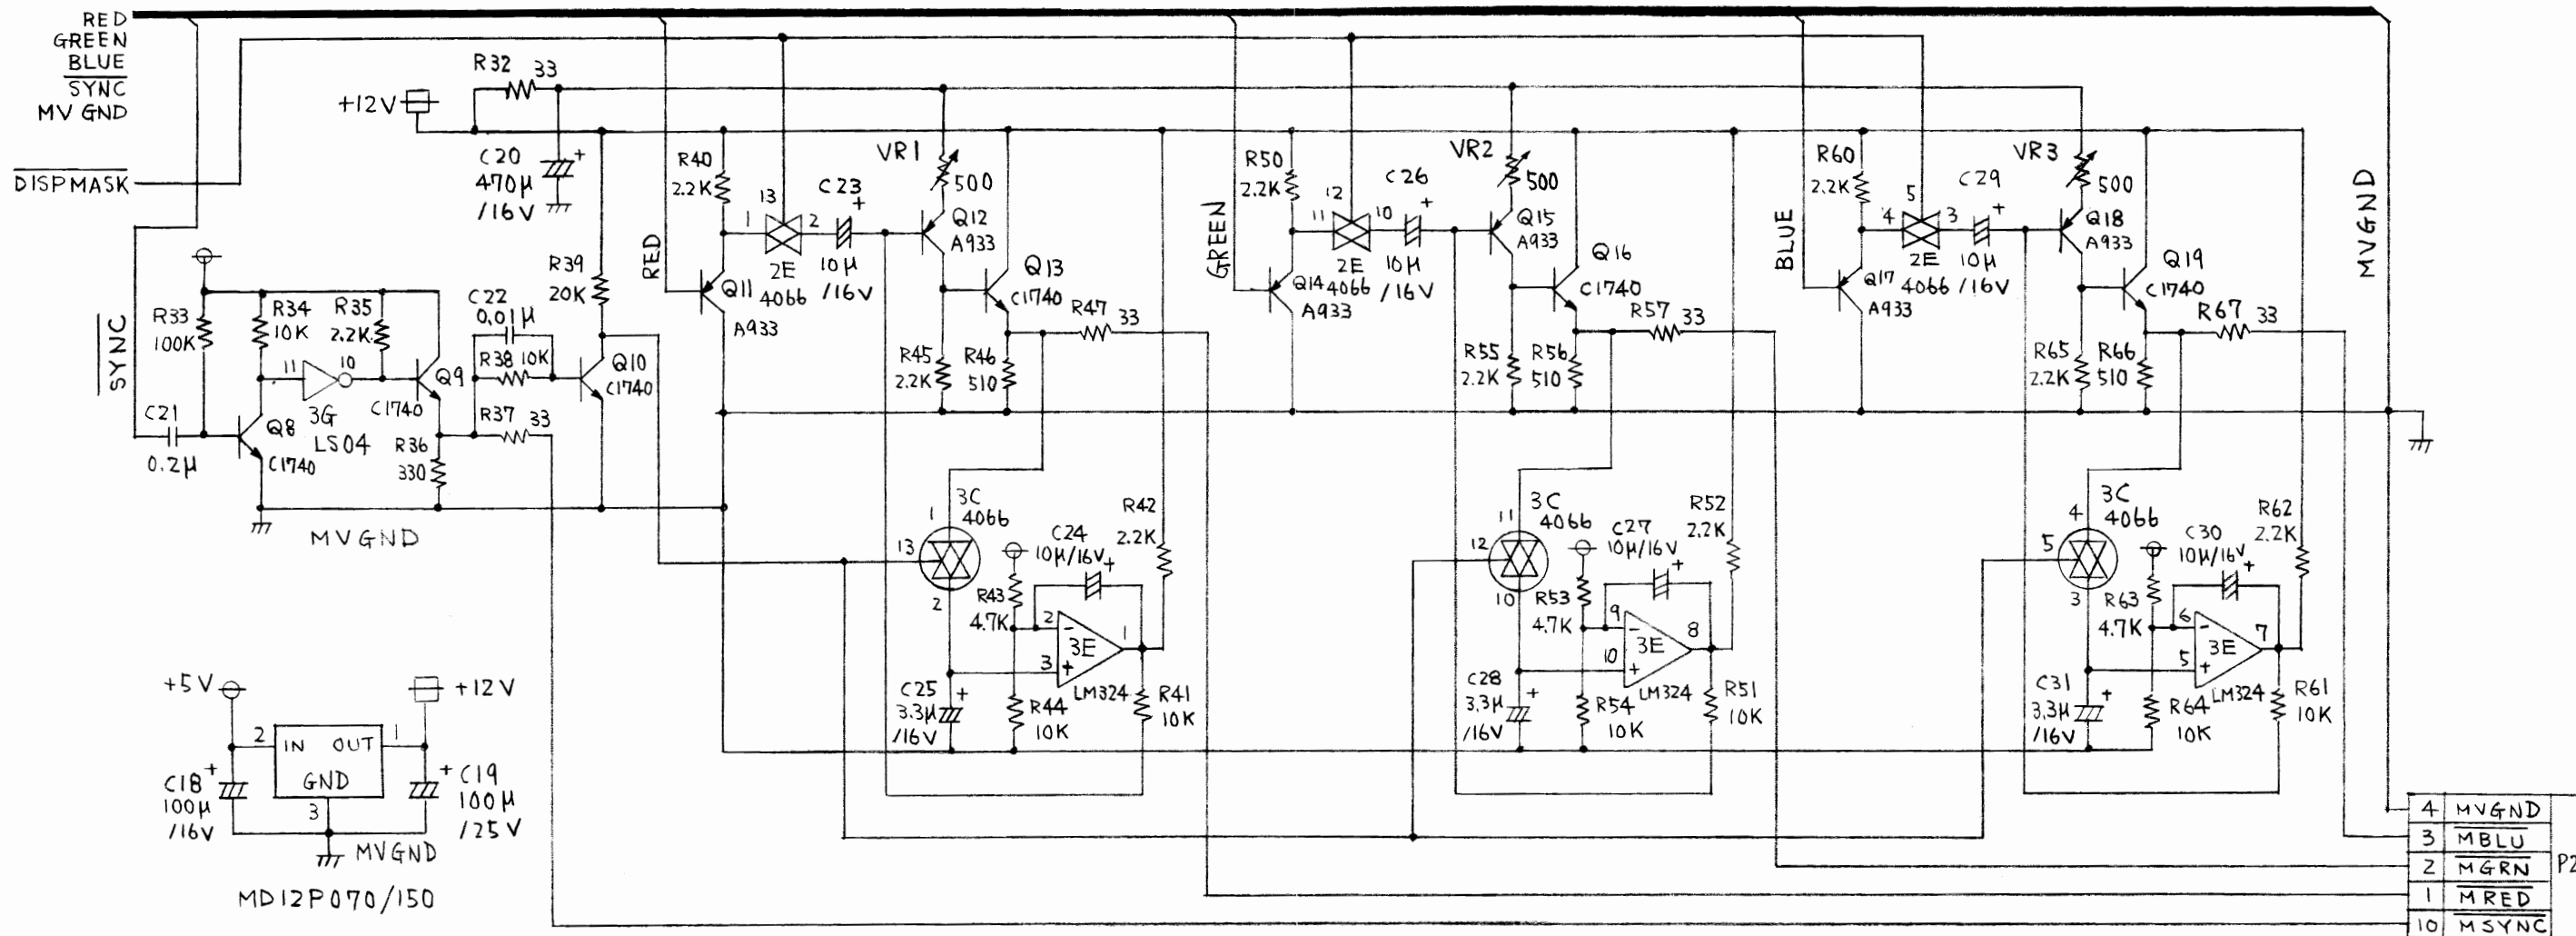 RED
GREEN
BLUE
SYNC
MV GND
DISPMASK
+12V
R32 33
C20
470μ
/16V
R39
20K
SYNC
R33
100K
R34
10K
R35
2.2K
11
10
3G
LS04
C21
0.2μ
Q8
C1740
Q9
C1740
R36
330
C22
0.01μ
R38 10K
R37 33
Q10
C1740
MVGND
RED
R40
2.2K
Q11
A933
13
1
2
2E
4066
C23
+
10μ
/16V
VR1
500
Q12
A933
Q13
C1740
R45
2.2K
R46
510
R47
33
3C
4066
1
13
2
R43
4.7K
C24
10μ/16V
+
R42
2.2K
2
-
3
+
1
3E
LM324
C25
+
3.3μ
/16V
R44
10K
R41
10K
GREEN
R50
2.2K
Q14
A933
12
11
10
2E
4066
C26
+
10μ
/16V
VR2
500
Q15
A933
Q16
C1740
R55
2.2K
R56
510
R57
33
3C
4066
11
12
10
R53
4.7K
C27
10μ/16V
+
R52
2.2K
9
-
10
+
8
3E
LM324
C28
+
3.3μ
/16V
R54
10K
R51
10K
BLUE
R60
2.2K
Q17
A933
5
4
3
2E
4066
C29
+
10μ
/16V
VR3
500
Q18
A933
Q19
C1740
R65
2.2K
R66
510
R67
33
3C
4066
4
5
3
R63
4.7K
C30
10μ/16V
+
R62
2.2K
6
-
5
+
7
3E
LM324
C31
+
3.3μ
/16V
R64
10K
R61
10K
MVGND
+5V
+12V
2
IN OUT
1
GND
3
C18
+
100μ
/16V
+
C19
100μ
/25V
MVGND
MD12P070/150
4 MVGND
3 MBLU
2 MGRN
1 MRED
10 MSYNC
P2